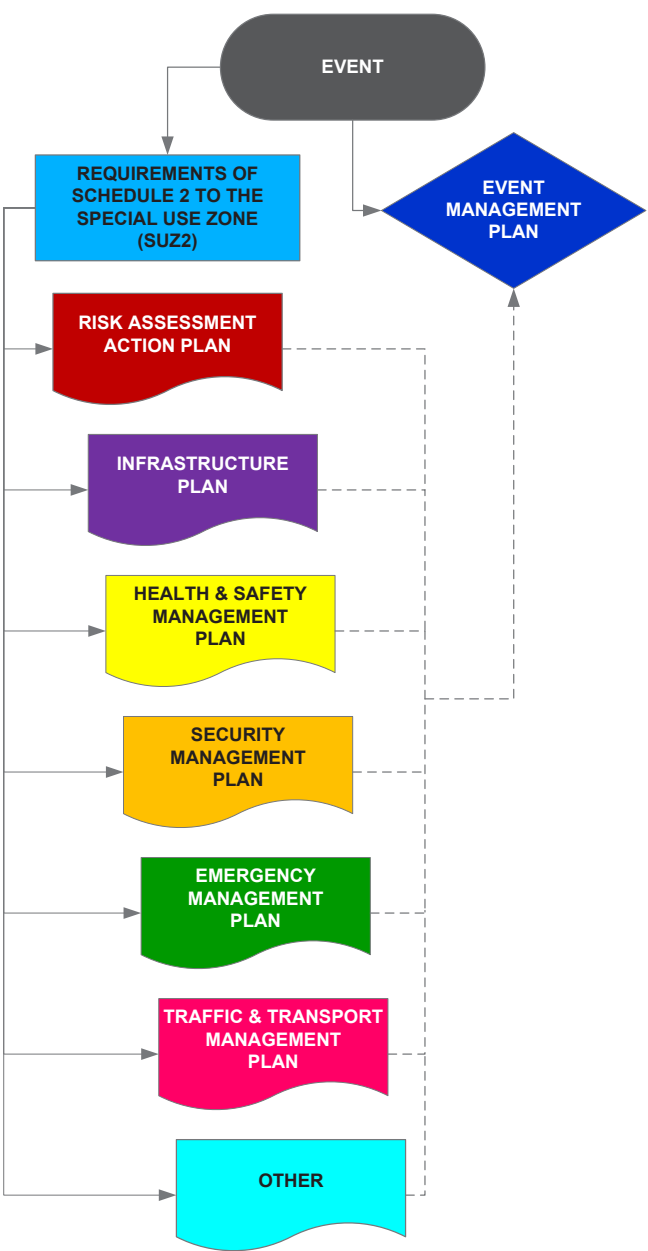 EVENT
REQUIREMENTS OF
SCHEDULE 2 TO THE
SPECIAL USE ZONE
(SUZ2)
EVENT
MANAGEMENT
PLAN
RISK ASSESSMENT
ACTION PLAN
INFRASTRUCTURE
PLAN
HEALTH & SAFETY
MANAGEMENT
PLAN
SECURITY
MANAGEMENT
PLAN
EMERGENCY
MANAGEMENT
PLAN
TRAFFIC & TRANSPORT
MANAGEMENT
PLAN
OTHER